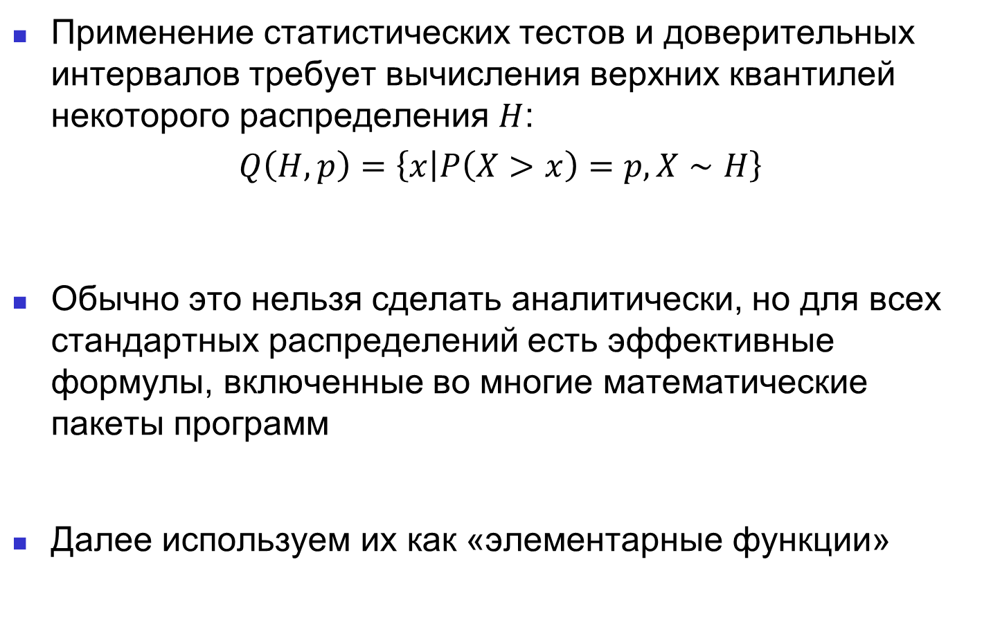 Применение статистических тестов и доверительных
интервалов требует вычисления верхних квантилей
некоторого распределения H:
Q(H, p) = {x|P(X > x) = p, X ~ H}
Обычно это нельзя сделать аналитически, но для всех
стандартных распределений есть эффективные
формулы, включенные во многие математические
пакеты программ
Далее используем их как «элементарные функции»